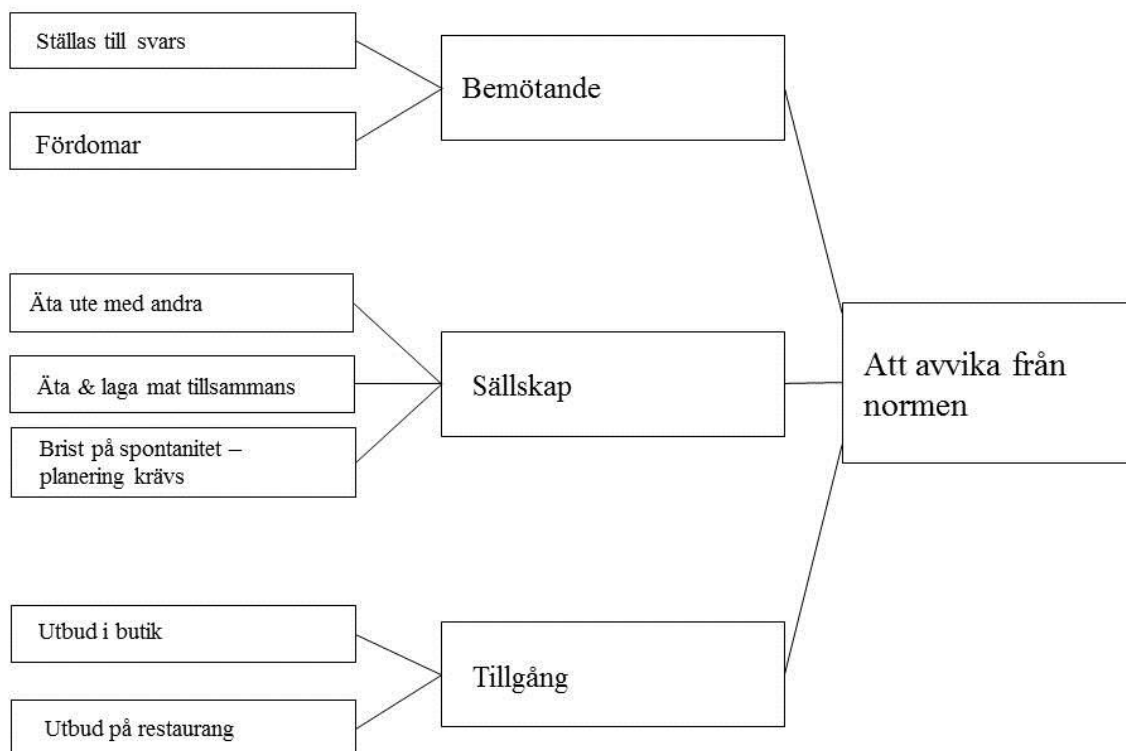 Ställas till svars
Fördomar
Bemötande
Äta ute med andra
Äta & laga mat tillsammans
Brist på spontanitet –
planering krävs
Sällskap
Utbud i butik
Utbud på restaurang
Tillgång
Att avvika från
normen